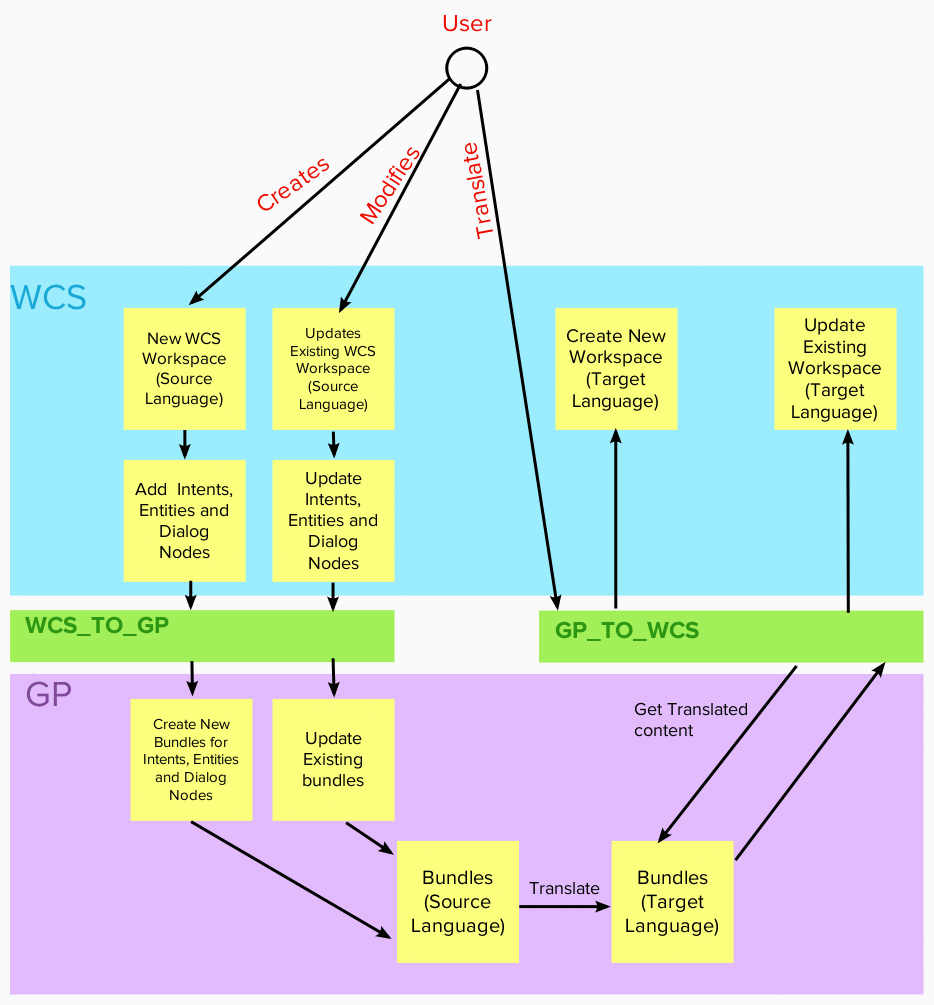 User
Creates
Modifies
Translate
WCS
New WCS
Workspace
(Source
Language)
Updates
Existing WCS
Workspace
(Source
Language)
Create New
Workspace
(Target
Language)
Update
Existing
Workspace
(Target
Language)
Add Intents,
Entities and
Dialog
Nodes
Update
Intents,
Entities and
Dialog
Nodes
WCS_TO_GP
GP_TO_WCS
GP
Create New
Bundles for
Intents, Entities
and Dialog
Nodes
Update
Existing
bundles
Get Translated
content
Bundles
(Source
Language)
Translate
Bundles
(Target
Language)